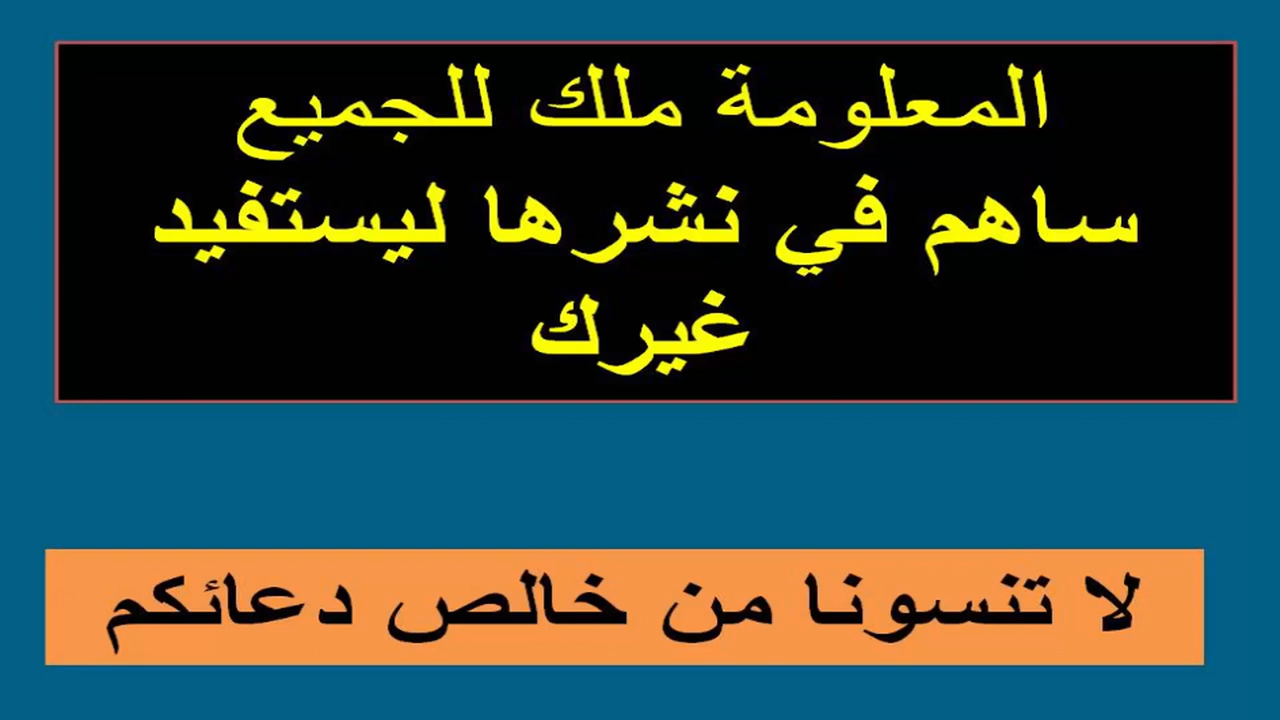 المعلومة ملك للجميع
ساهم في نشرها ليستفيد
غيرك
لا تنسونا من خالص دعائكم